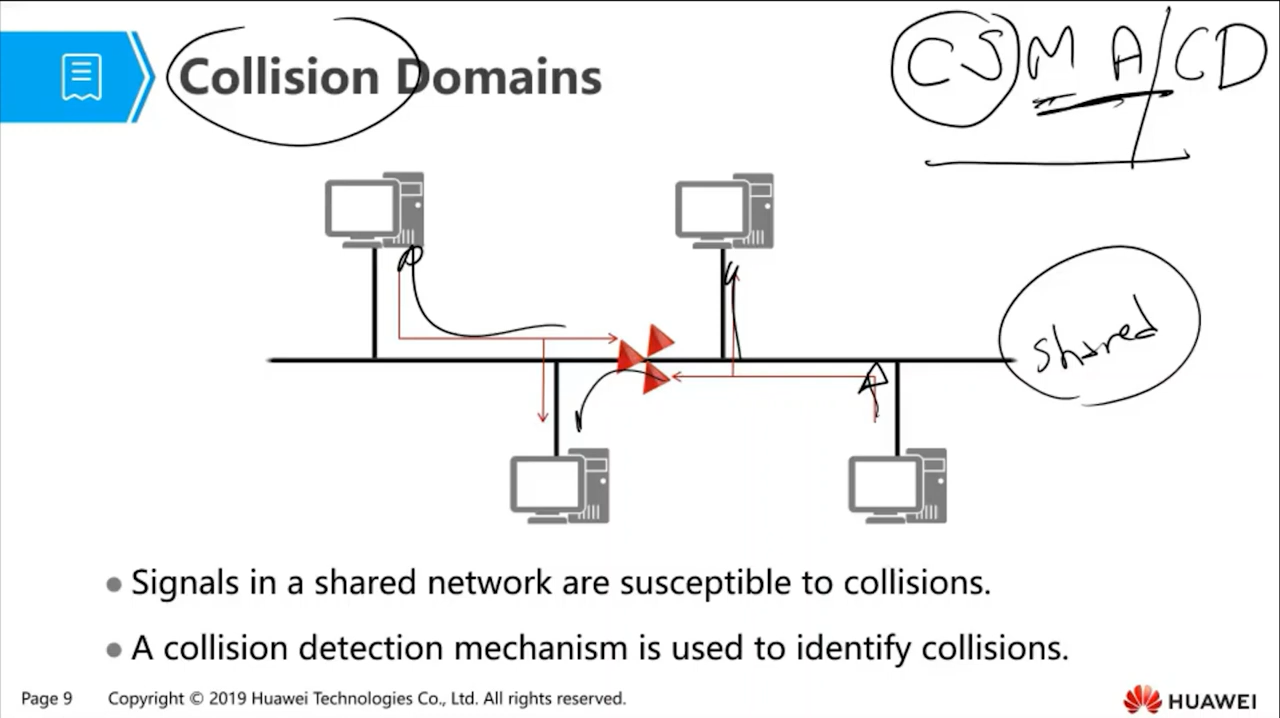 Collision Domains
CSMA/CD
shared
Signals in a shared network are susceptible to collisions.
A collision detection mechanism is used to identify collisions.
Page 9 Copyright © 2019 Huawei Technologies Co., Ltd. All rights reserved.
HUAWEI